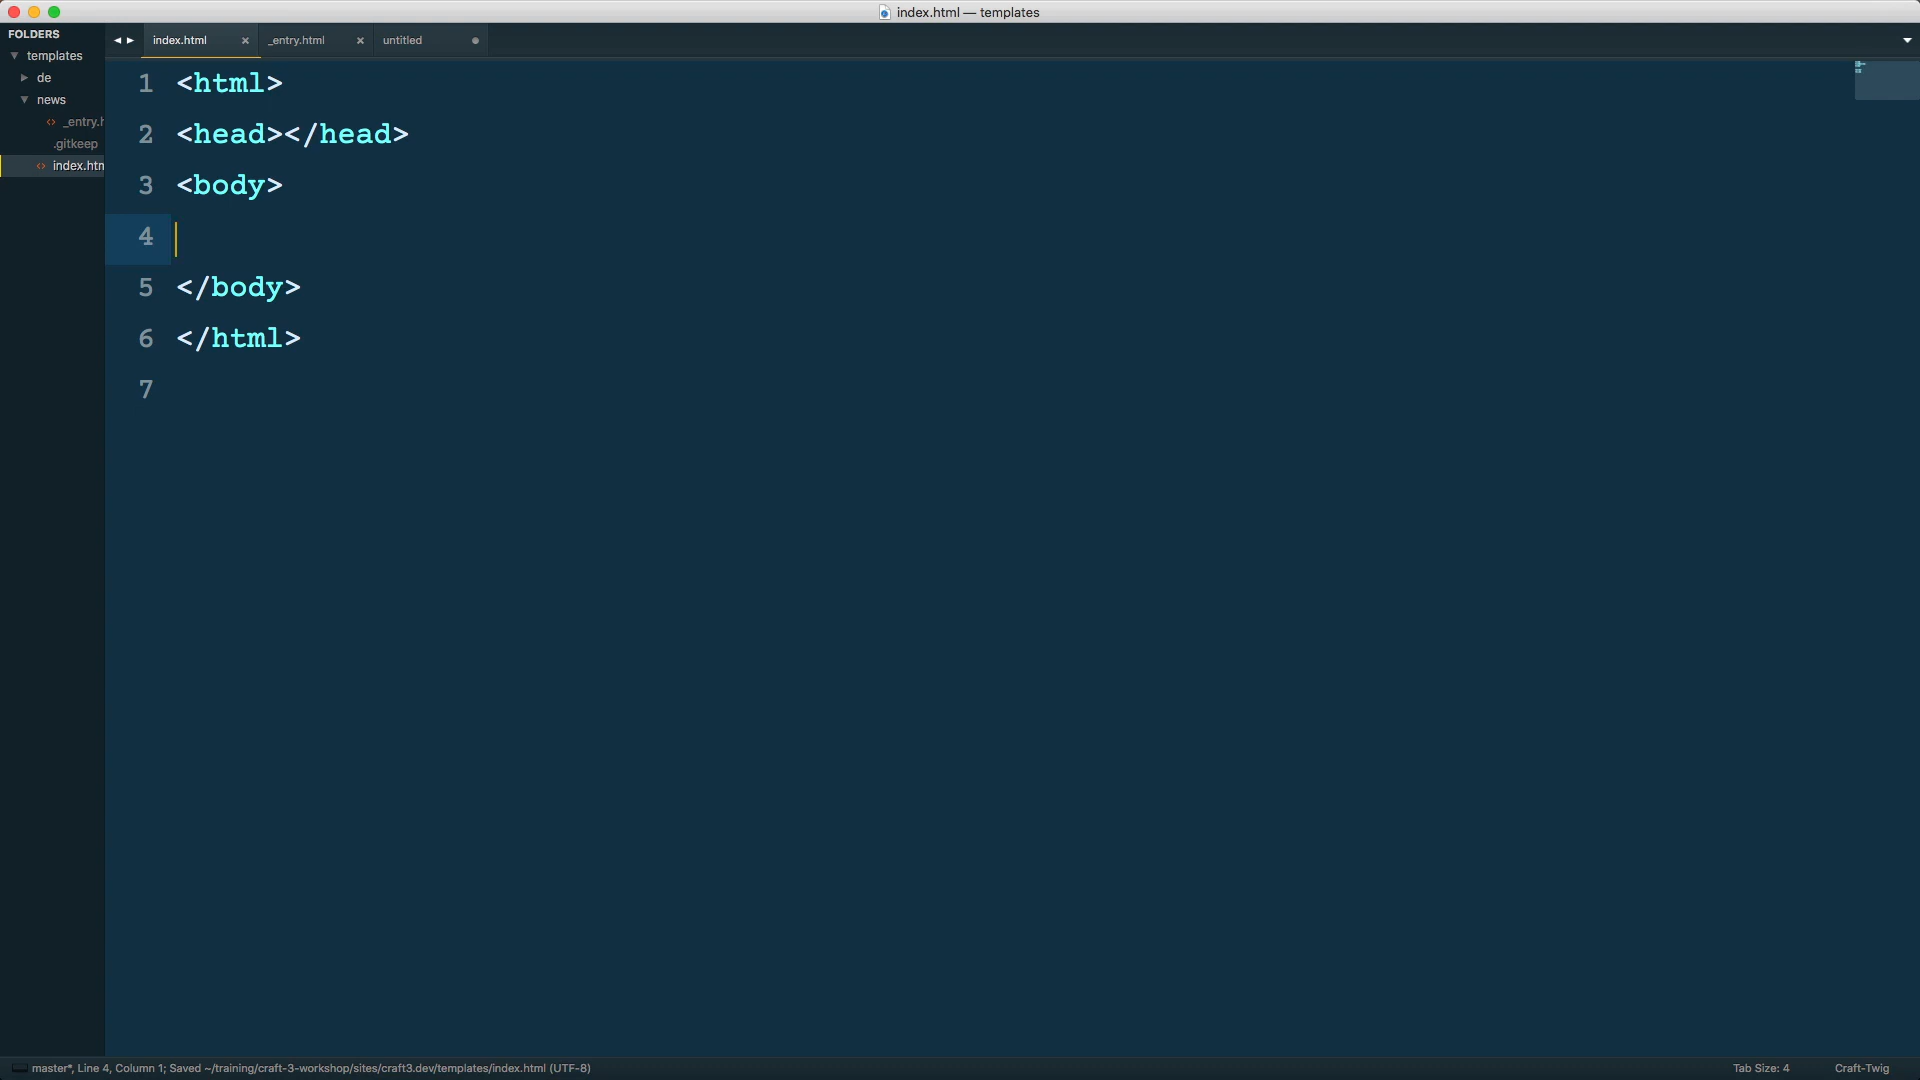 index.html — templates
FOLDERS
templates
de
news
_entry.h
.gitkeep
index.htm
index.html
_entry.html
untitled
1 <html>
2 <head></head>
3 <body>
4
5 </body>
6 </html>
7
master*, Line 4, Column 1; Saved ~/training/craft-3-workshop/sites/craft3.dev/templates/index.html (UTF-8)
Tab Size: 4
Craft-Twig